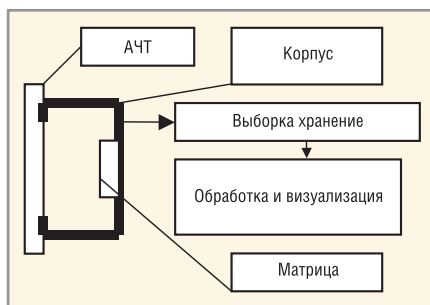 АЧТ
Корпус
Выборка хранение
Обработка и визуализация
Матрица